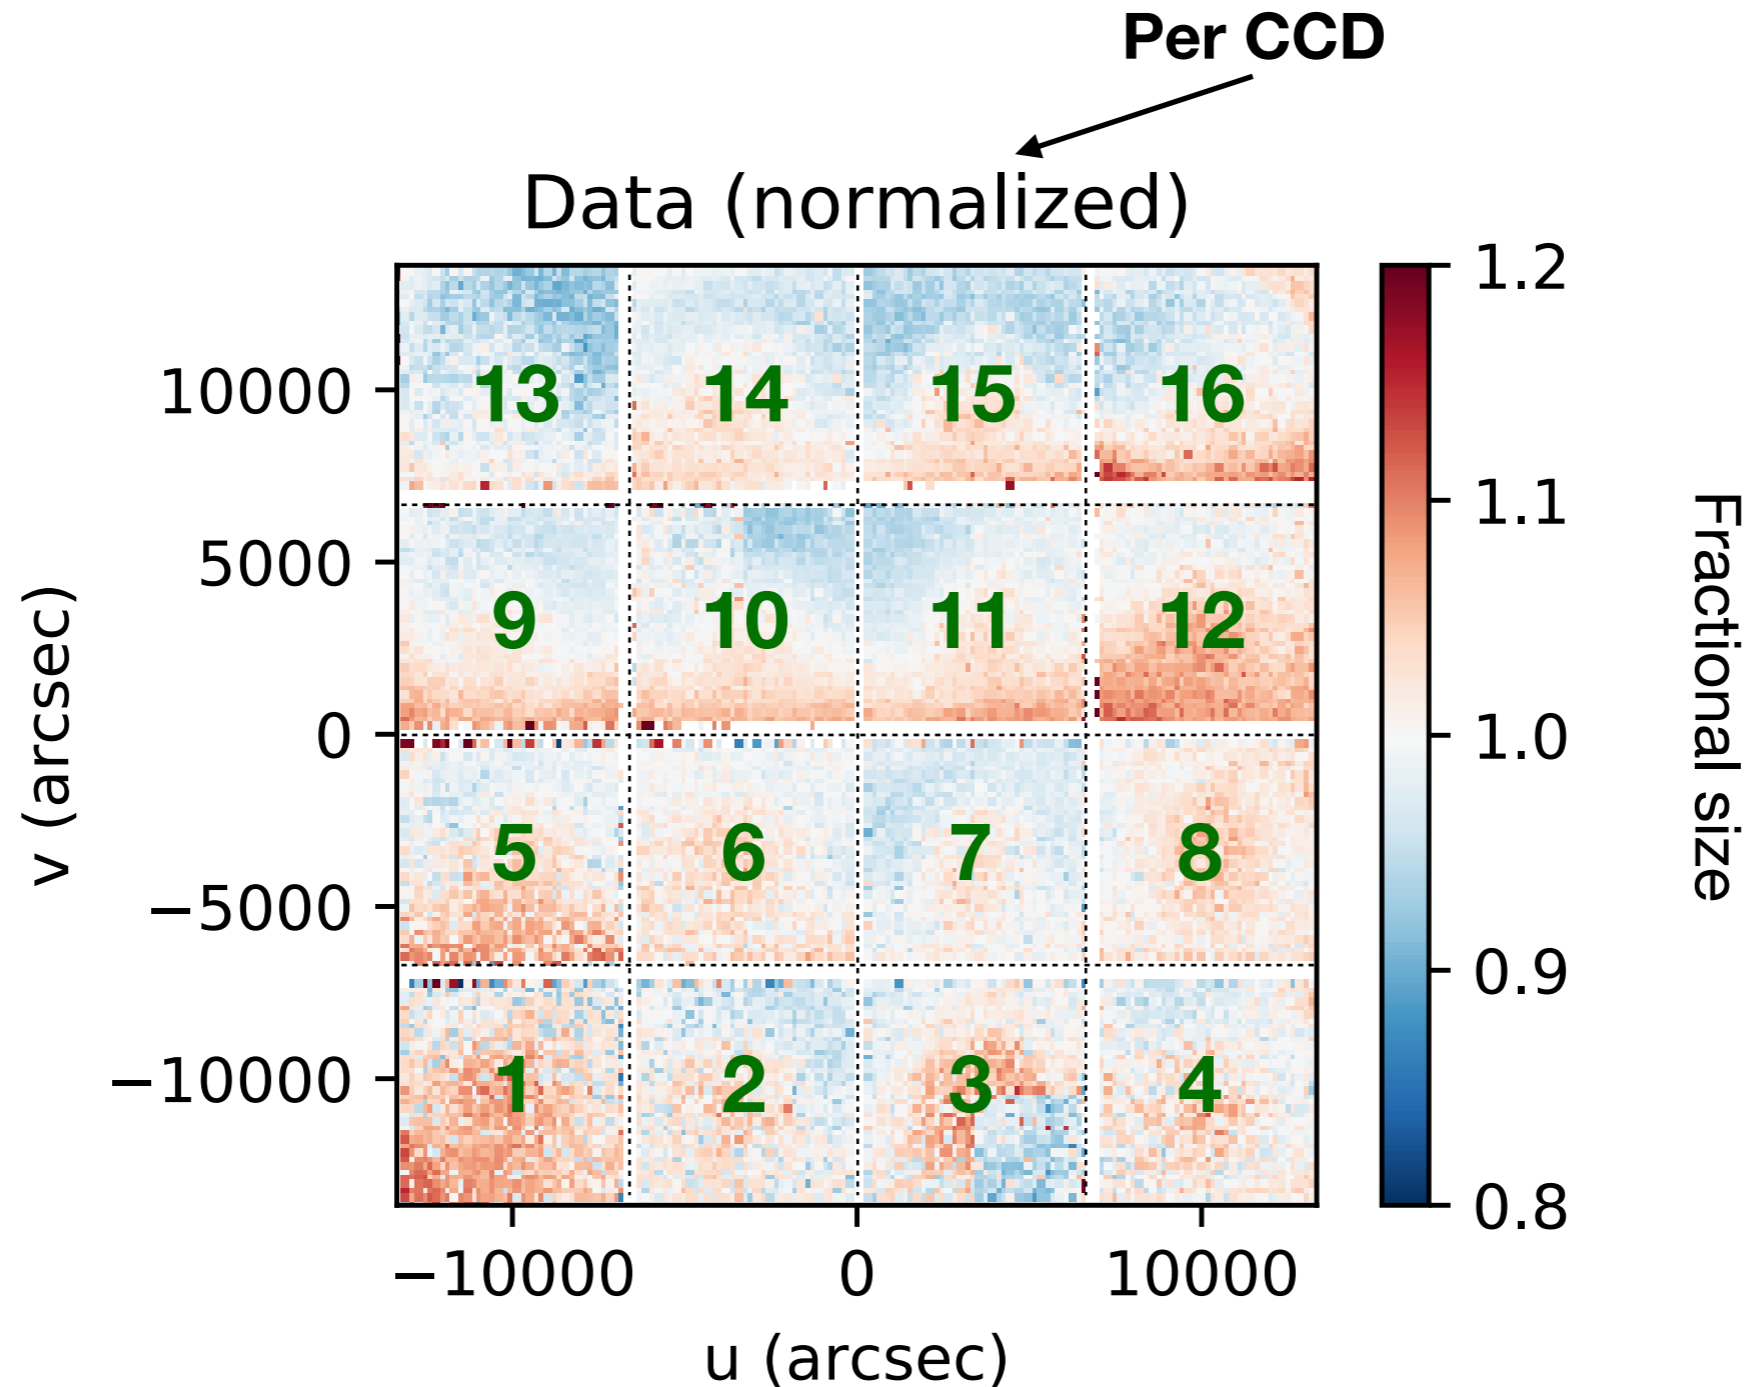 Per CCD
Data (normalized)
13 14 15 16
9 10 11 12
5 6 7 8
1 2 3 4
10000
5000
0
−5000
−10000
v (arcsec)
−10000 0 10000
u (arcsec)
1.2
1.1
1.0
0.9
0.8
Fractional size